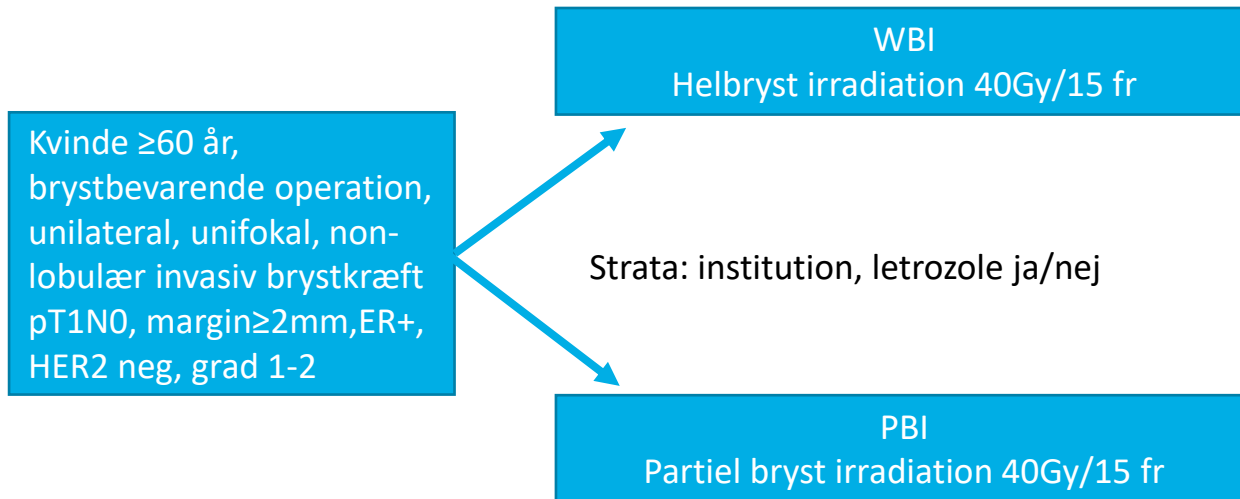 WBI
Helbryst irradiation 40Gy/15 fr
Kvinde ≥60 år,
brystbevarende operation,
unilateral, unifokal, non-
lobulær invasiv brystkræft
pT1N0, margin≥2mm,ER+,
HER2 neg, grad 1-2
Strata: institution, letrozole ja/nej
PBI
Partiel bryst irradiation 40Gy/15 fr